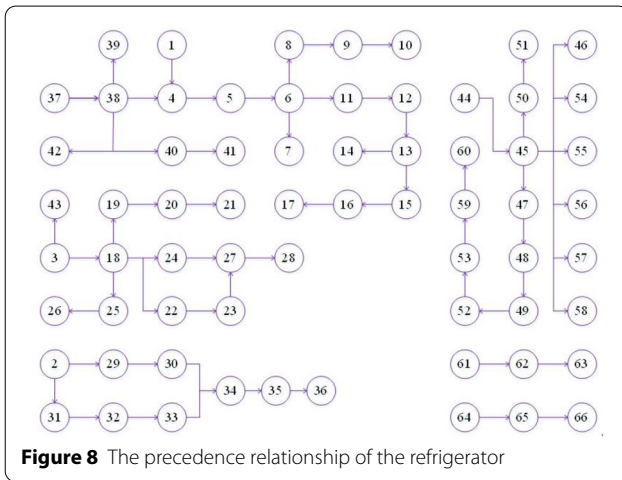 39 1 8 9 10 51 46
37 38 4 5 6 11 12 44 50 54
42 40 41 7 14 13 60 45 55
43 19 20 21 17 16 15 59 47 56
3 18 24 27 28 53 48 57
26 25 22 23 52 49 58
2 29 30 61 62 63
34 35 36
31 32 33 64 65 66
Figure 8 The precedence relationship of the refrigerator